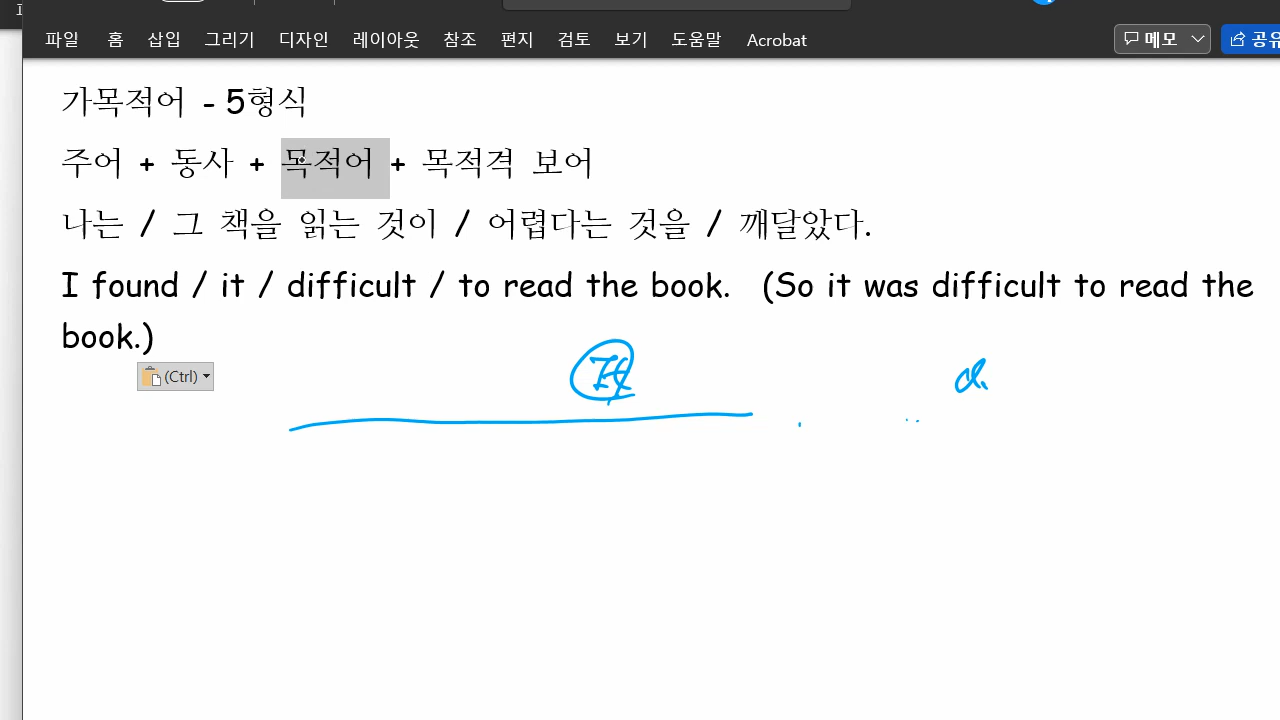 파일 홈 삽입 그리기 디자인 레이아웃 참조 편지 검토 보기 도움말 Acrobat 메모 공유
가목적어 - 5형식
주어 + 동사 + 목적어 + 목적격 보어
나는 / 그 책을 읽는 것이 / 어렵다는 것을 / 깨달았다.
I found / it / difficult / to read the book. (So it was difficult to read the
book.)
(Ctrl)